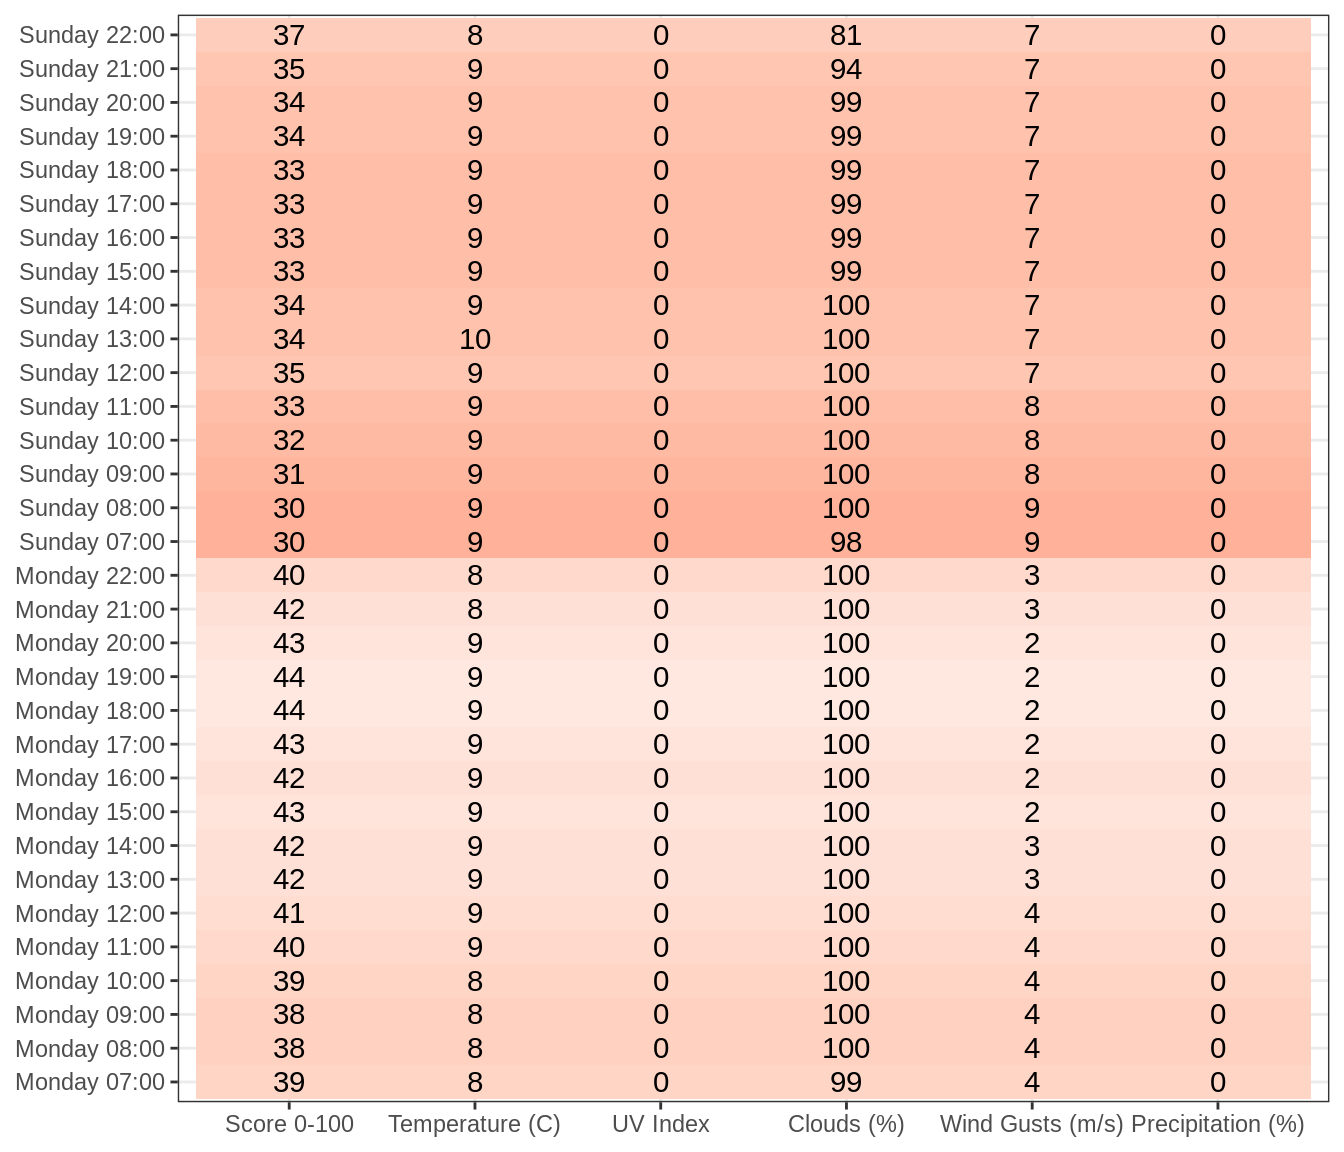 Sunday 22:00 37 8 0 81 7 0
Sunday 21:00 35 9 0 94 7 0
Sunday 20:00 34 9 0 99 7 0
Sunday 19:00 34 9 0 99 7 0
Sunday 18:00 33 9 0 99 7 0
Sunday 17:00 33 9 0 99 7 0
Sunday 16:00 33 9 0 99 7 0
Sunday 15:00 33 9 0 99 7 0
Sunday 14:00 34 9 0 100 7 0
Sunday 13:00 34 10 0 100 7 0
Sunday 12:00 35 9 0 100 7 0
Sunday 11:00 33 9 0 100 8 0
Sunday 10:00 32 9 0 100 8 0
Sunday 09:00 31 9 0 100 8 0
Sunday 08:00 30 9 0 100 9 0
Sunday 07:00 30 9 0 98 9 0
Monday 22:00 40 8 0 100 3 0
Monday 21:00 42 8 0 100 3 0
Monday 20:00 43 9 0 100 2 0
Monday 19:00 44 9 0 100 2 0
Monday 18:00 44 9 0 100 2 0
Monday 17:00 43 9 0 100 2 0
Monday 16:00 42 9 0 100 2 0
Monday 15:00 43 9 0 100 2 0
Monday 14:00 42 9 0 100 3 0
Monday 13:00 42 9 0 100 3 0
Monday 12:00 41 9 0 100 4 0
Monday 11:00 40 9 0 100 4 0
Monday 10:00 39 8 0 100 4 0
Monday 09:00 38 8 0 100 4 0
Monday 08:00 38 8 0 100 4 0
Monday 07:00 39 8 0 99 4 0
Score 0-100 Temperature (C) UV Index Clouds (%) Wind Gusts (m/s) Precipitation (%)